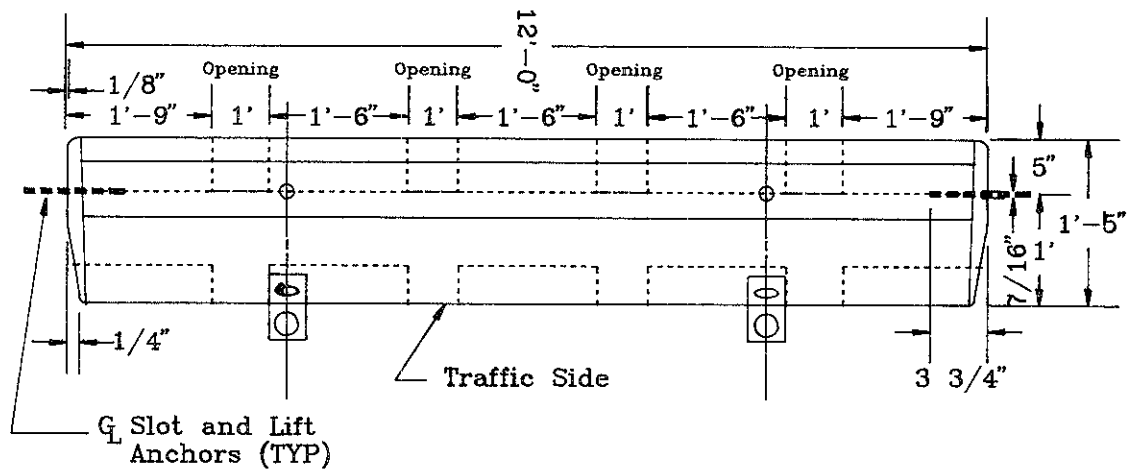 12'-0"
Opening Opening Opening Opening
1/8"
1'-9" 1' 1'-6" 1' 1'-6" 1' 1'-6" 1' 1'-9"
5"
1'-5"
7/16" 1'
1/4"
Traffic Side
3 3/4"
CL Slot and Lift
Anchors (TYP)